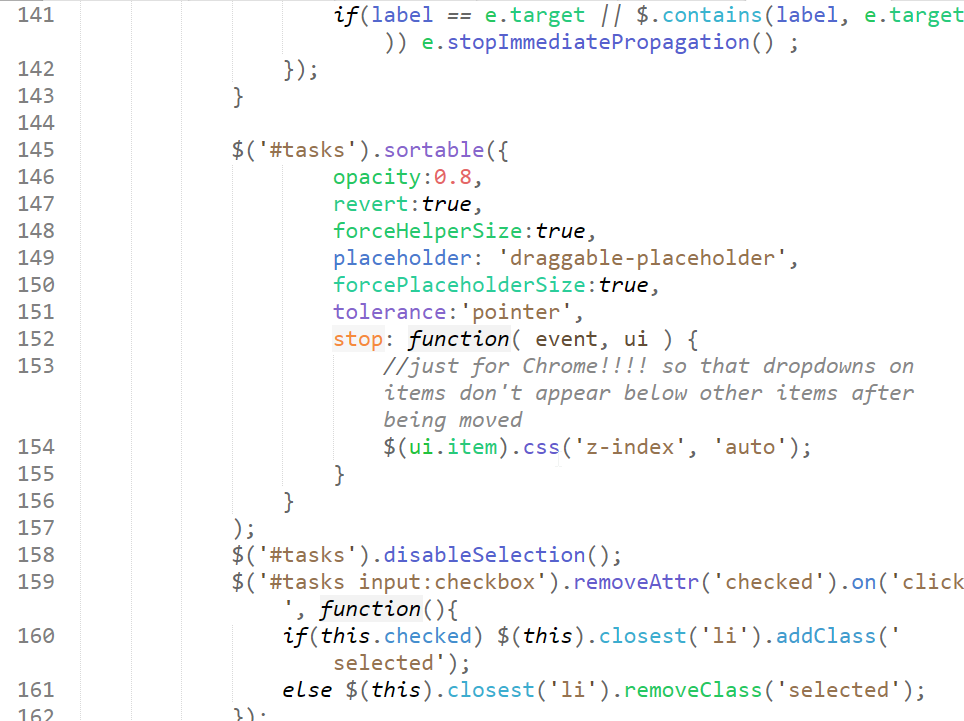 141 if(label == e.target || $.contains(label, e.target
)) e.stopImmediatePropagation() ;
142 });
143 }
144
145 $('#tasks').sortable({
146 opacity:0.8,
147 revert:true,
148 forceHelperSize:true,
149 placeholder: 'draggable-placeholder',
150 forcePlaceholderSize:true,
151 tolerance:'pointer',
152 stop: function( event, ui ) {
153 //just for Chrome!!!! so that dropdowns on
items don't appear below other items after
being moved
154 $(ui.item).css('z-index', 'auto');
155 }
156 }
157 );
158 $('#tasks').disableSelection();
159 $('#tasks input:checkbox').removeAttr('checked').on('click
', function(){
160 if(this.checked) $(this).closest('li').addClass('
selected');
161 else $(this).closest('li').removeClass('selected');
162 });